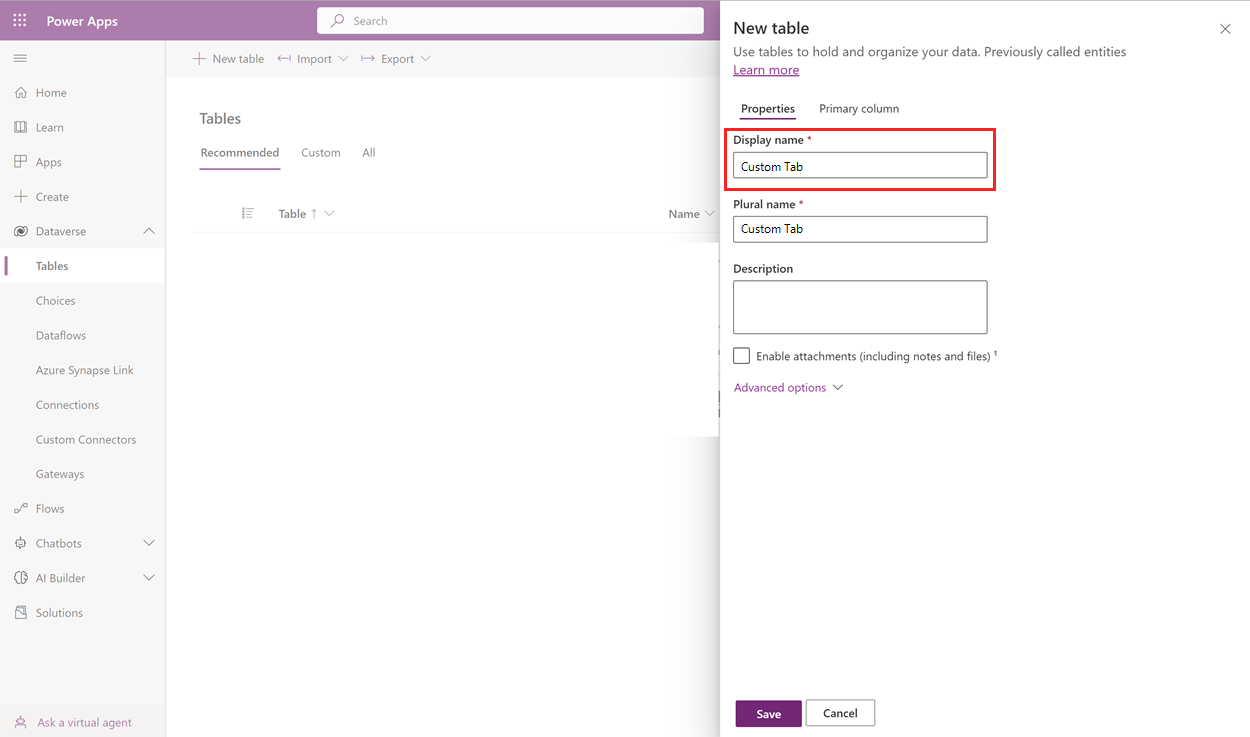 Power Apps
Search
Home
Learn
Apps
Create
Dataverse
Tables
Choices
Dataflows
Azure Synapse Link
Connections
Custom Connectors
Gateways
Flows
Chatbots
AI Builder
Solutions
Ask a virtual agent
New table Import Export
Tables
Recommended Custom All
Table ↑ Name
New table
Use tables to hold and organize your data. Previously called entities
Learn more
Properties Primary column
Display name *
Custom Tab
Plural name *
Custom Tab
Description
Enable attachments (including notes and files) ¹
Advanced options
Save Cancel